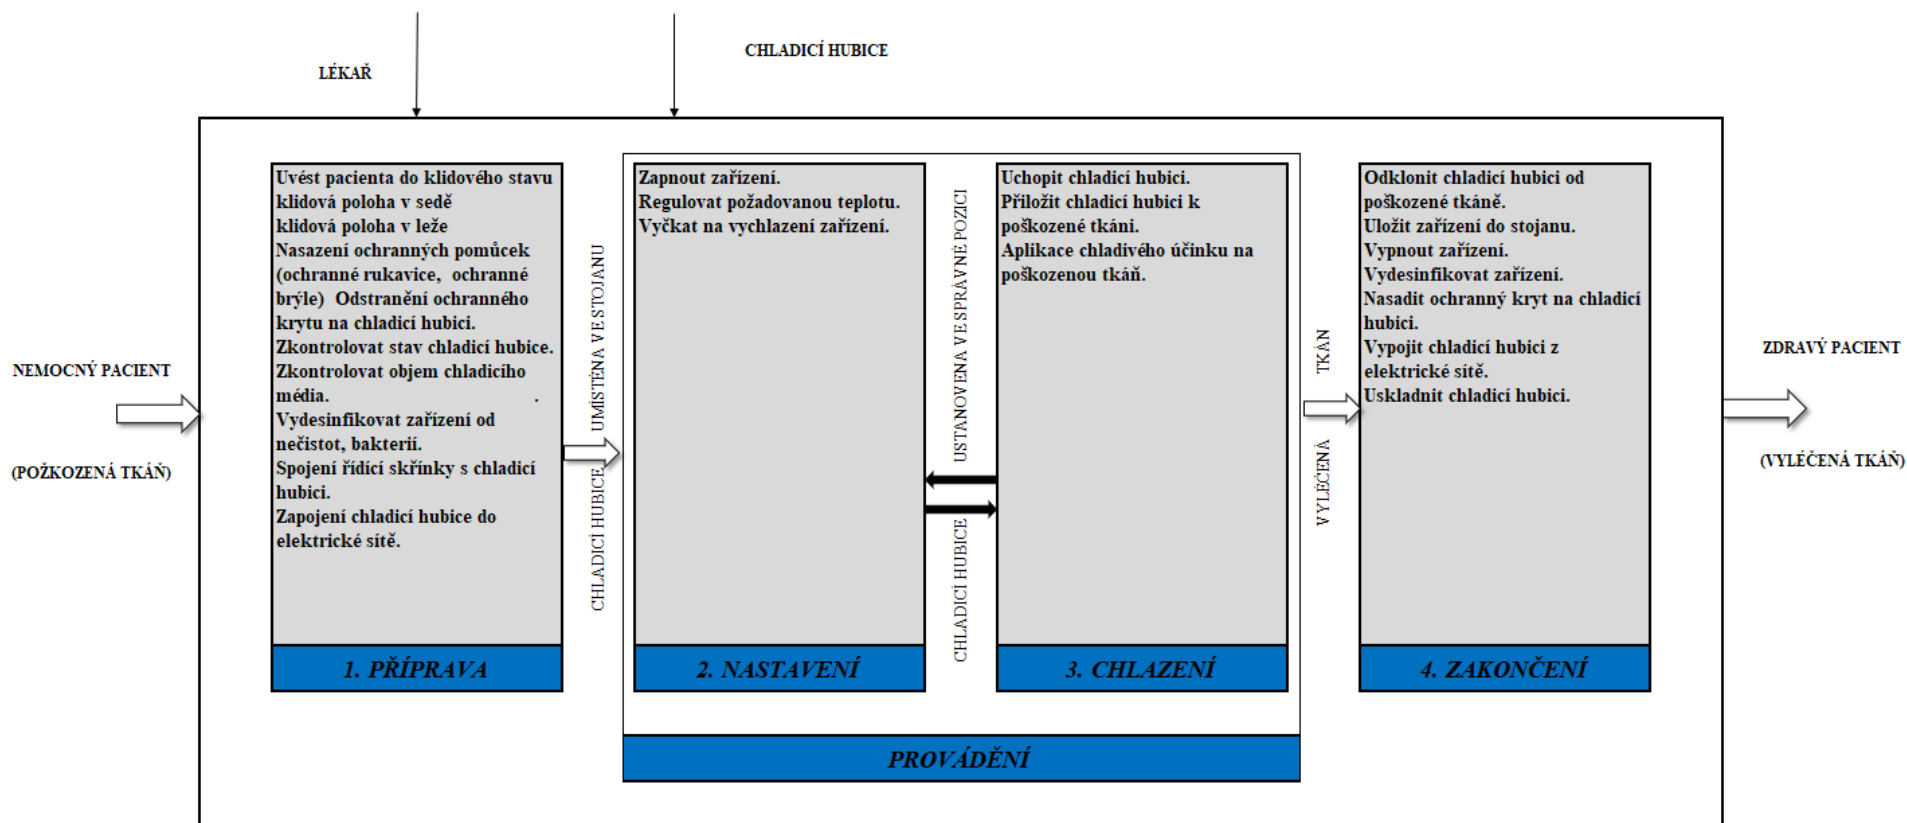 LÉKAŘ
CHLADICÍ HUBICE
NEMOCNÝ PACIENT
(POŽKOZENÁ TKÁŇ)
Uvést pacienta do klidového stavu
klidová poloha v sedě
klidová poloha v leže
Nasazení ochranných pomůcek
(ochranné rukavice, ochranné
brýle) Odstranění ochranného
krytu na chladicí hubici.
Zkontrolovat stav chladicí hubice.
Zkontrolovat objem chladicího
média. .
Vydesinfikovat zařízení od
nečistot, bakterií.
Spojení řídící skřínky s chladicí
hubici.
Zapojení chladicí hubice do
elektrické sítě.
1. PŘÍPRAVA
CHLADICÍ HUBICE UMÍSTĚNA VE STOJANU
Zapnout zařízení.
Regulovat požadovanou teplotu.
Vyčkat na vychlazení zařízení.
2. NASTAVENÍ
CHLADICÍ HUBICE USTANOVENA VE SPRÁVNÉ POZICI
Uchopit chladicí hubici.
Přiložit chladicí hubici k
poškozené tkáni.
Aplikace chladivého účinku na
poškozenou tkáň.
3. CHLAZENÍ
PROVÁDĚNÍ
VYLÉČENÁ TKÁŇ
Odklonit chladicí hubici od
poškozené tkáně.
Uložit zařízení do stojanu.
Vypnout zařízení.
Vydesinfikovat zařízení.
Nasadit ochranný kryt na chladicí
hubici.
Vypojit chladicí hubici z
elektrické sítě.
Uskladnit chladicí hubici.
4. ZAKONČENÍ
ZDRAVÝ PACIENT
(VYLÉČENÁ TKÁŇ)